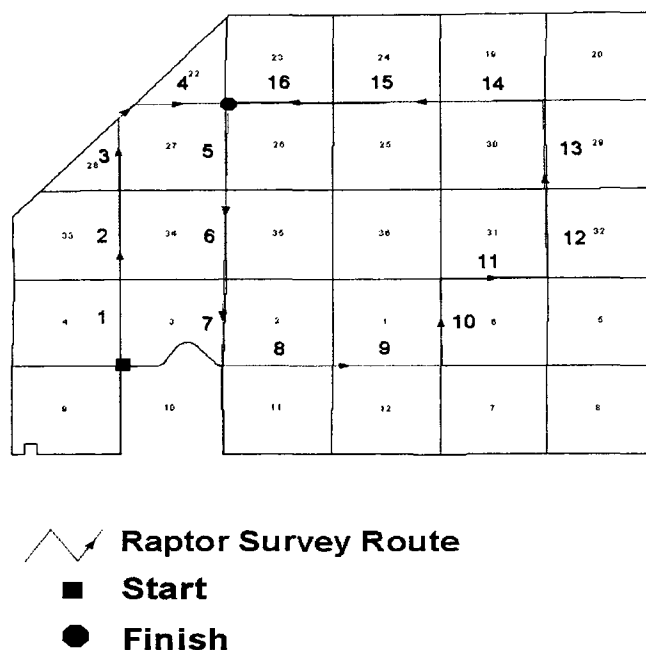 23 24 19 20
4 22 16 15 14
3 28 27 5 26 25 30 13 29
33 2 34 6 35 36 31 12 32
11
4 1 3 7 2 1 10 6 5
8 9
9 10 11 12 7 8
Raptor Survey Route
Start
Finish